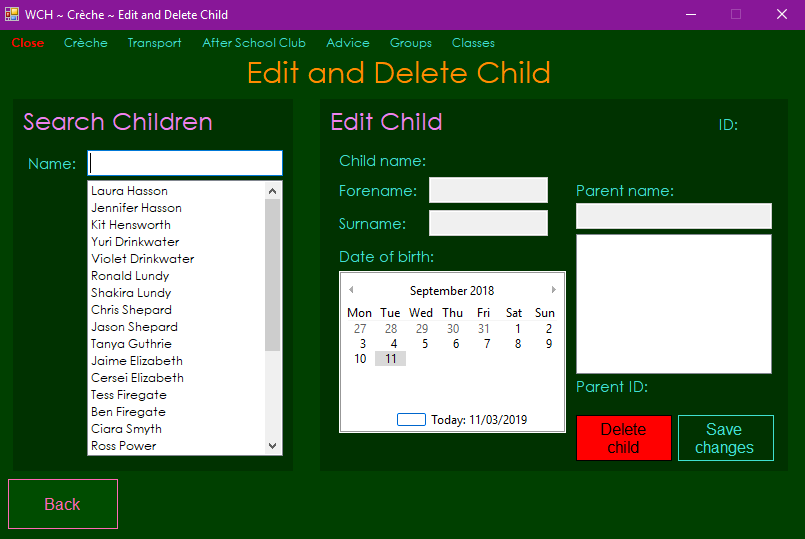 WCH ~ Crèche ~ Edit and Delete Child
Close Crèche Transport After School Club Advice Groups Classes
Edit and Delete Child
Search Children
Name:
Laura Hasson
Jennifer Hasson
Kit Hensworth
Yuri Drinkwater
Violet Drinkwater
Ronald Lundy
Shakira Lundy
Chris Shepard
Jason Shepard
Tanya Guthrie
Jaime Elizabeth
Cersei Elizabeth
Tess Firegate
Ben Firegate
Ciara Smyth
Ross Power
Edit Child
ID:
Child name:
Forename:
Surname:
Date of birth:
September 2018
Mon Tue Wed Thu Fri Sat Sun
27 28 29 30 31 1 2
3 4 5 6 7 8 9
10 11
Today: 11/03/2019
Parent name:
Parent ID:
Delete
child
Save
changes
Back